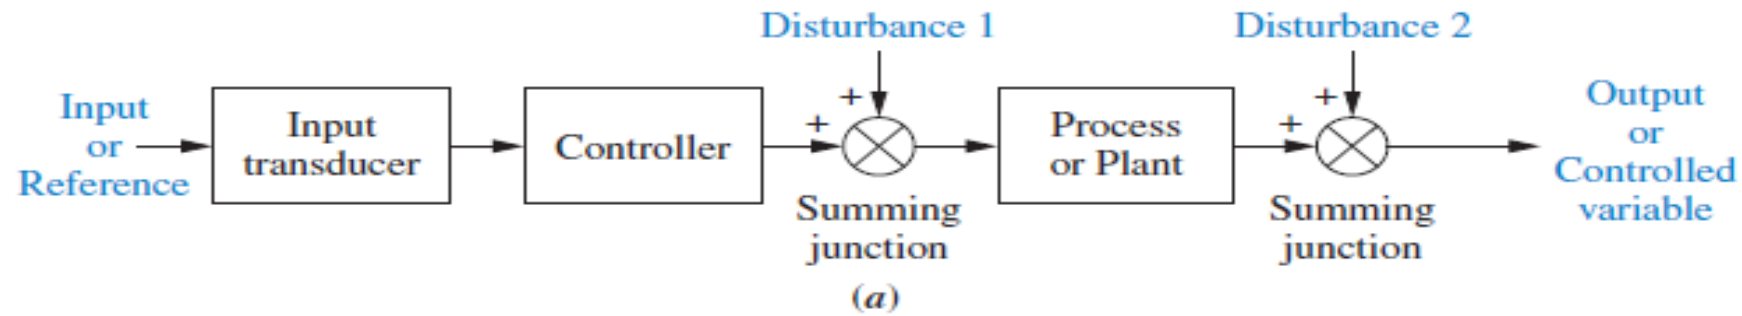 Disturbance 1
Disturbance 2
Input
or
Reference
Input
transducer
Controller
+
+
Summing
junction
Process
or Plant
+
+
Summing
junction
Output
or
Controlled
variable
(a)